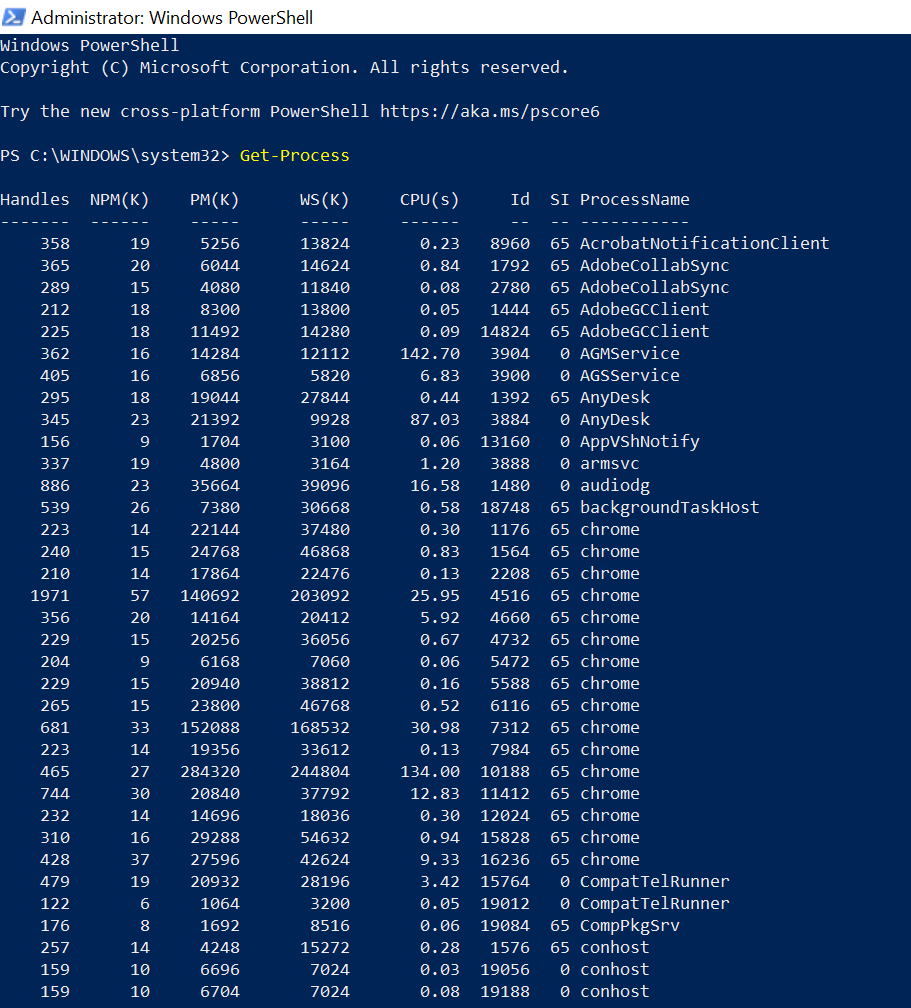 Administrator: Windows PowerShell
Windows PowerShell
Copyright (C) Microsoft Corporation. All rights reserved.
Try the new cross-platform PowerShell https://aka.ms/pscore6
PS C:\WINDOWS\system32> Get-Process
Handles  NPM(K)    PM(K)      WS(K)     CPU(s)     Id  SI ProcessName
-------  ------    -----      -----     ------     --  -- -----------
    358      19     5256      13824       0.23   8960  65 AcrobatNotificationClient
    365      20     6044      14624       0.84   1792  65 AdobeCollabSync
    289      15     4080      11840       0.08   2780  65 AdobeCollabSync
    212      18     8300      13800       0.05   1444  65 AdobeGCClient
    225      18    11492      14280       0.09  14824  65 AdobeGCClient
    362      16    14284      12112     142.70   3904   0 AGMService
    405      16     6856       5820       6.83   3900   0 AGSService
    295      18    19044      27844       0.44   1392  65 AnyDesk
    345      23    21392       9928      87.03   3884   0 AnyDesk
    156       9     1704       3100       0.06  13160   0 AppVShNotify
    337      19     4800       3164       1.20   3888   0 armsvc
    886      23    35664      39096      16.58   1480   0 audiodg
    539      26     7380      30668       0.58  18748  65 backgroundTaskHost
    223      14    22144      37480       0.30   1176  65 chrome
    240      15    24768      46868       0.83   1564  65 chrome
    210      14    17864      22476       0.13   2208  65 chrome
   1971      57   140692     203092      25.95   4516  65 chrome
    356      20    14164      20412       5.92   4660  65 chrome
    229      15    20256      36056       0.67   4732  65 chrome
    204       9     6168       7060       0.06   5472  65 chrome
    229      15    20940      38812       0.16   5588  65 chrome
    265      15    23800      46768       0.52   6116  65 chrome
    681      33   152088     168532      30.98   7312  65 chrome
    223      14    19356      33612       0.13   7984  65 chrome
    465      27   284320     244804     134.00  10188  65 chrome
    744      30    20840      37792      12.83  11412  65 chrome
    232      14    14696      18036       0.30  12024  65 chrome
    310      16    29288      54632       0.94  15828  65 chrome
    428      37    27596      42624       9.33  16236  65 chrome
    479      19    20932      28196       3.42  15764   0 CompatTelRunner
    122       6     1064       3200       0.05  19012   0 CompatTelRunner
    176       8     1692       8516       0.06  19084  65 CompPkgSrv
    257      14     4248      15272       0.28   1576  65 conhost
    159      10     6696       7024       0.03  19056   0 conhost
    159      10     6704       7024       0.08  19188   0 conhost